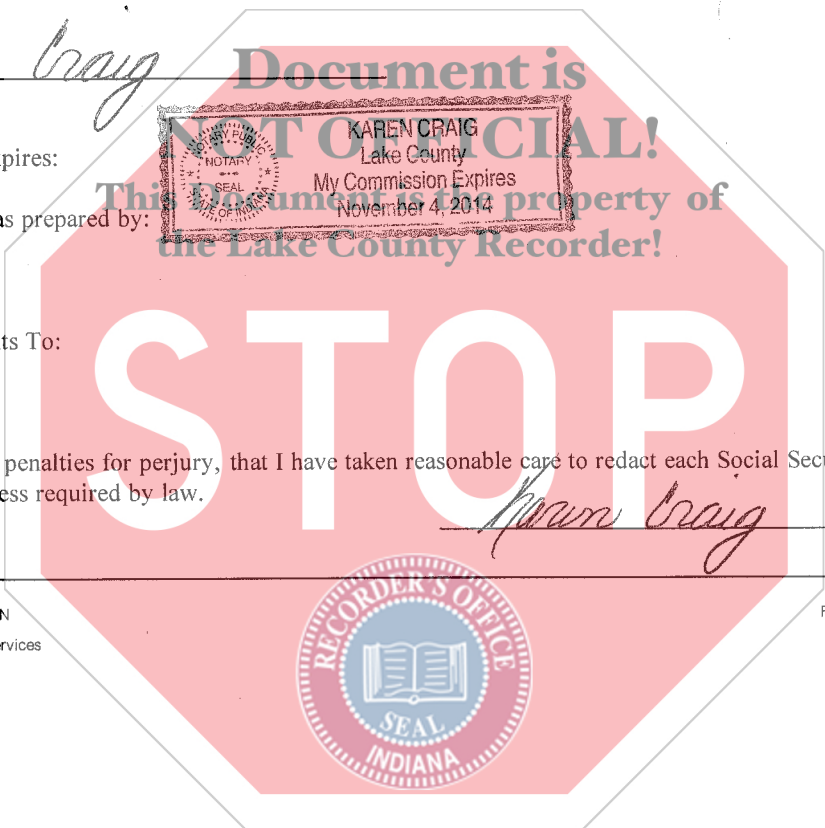 Craig
Document is
NOT OFFICIAL!
This Document is the property of
the Lake County Recorder!
KAREN CRAIG
Lake County
My Commission Expires
November 4, 2014
NOTARY PUBLIC
NOTARY
SEAL
STATE OF INDIANA
pires:
as prepared by:
ts To:
STOP
penalties for perjury, that I have taken reasonable care to redact each Social Secu
ess required by law.
Karen Craig
N
rvices
RECORDER'S OFFICE
SEAL
INDIANA